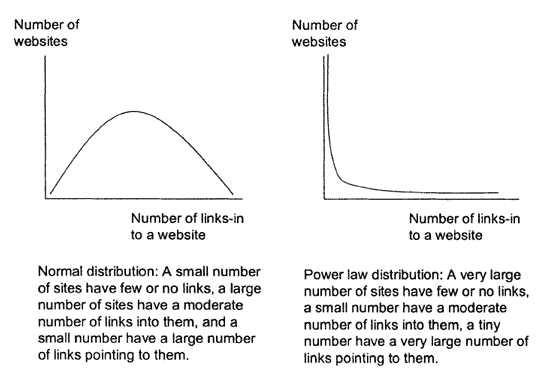 Number of
websites
Number of links-in
to a website
Normal distribution: A small number
of sites have few or no links, a large
number of sites have a moderate
number of links into them, and a
small number have a large number
of links pointing to them.
Number of
websites
Number of links-in
to a website
Power law distribution: A very large
number of sites have few or no links,
a small number have a moderate
number of links into them, a tiny
number have a very large number of
links pointing to them.